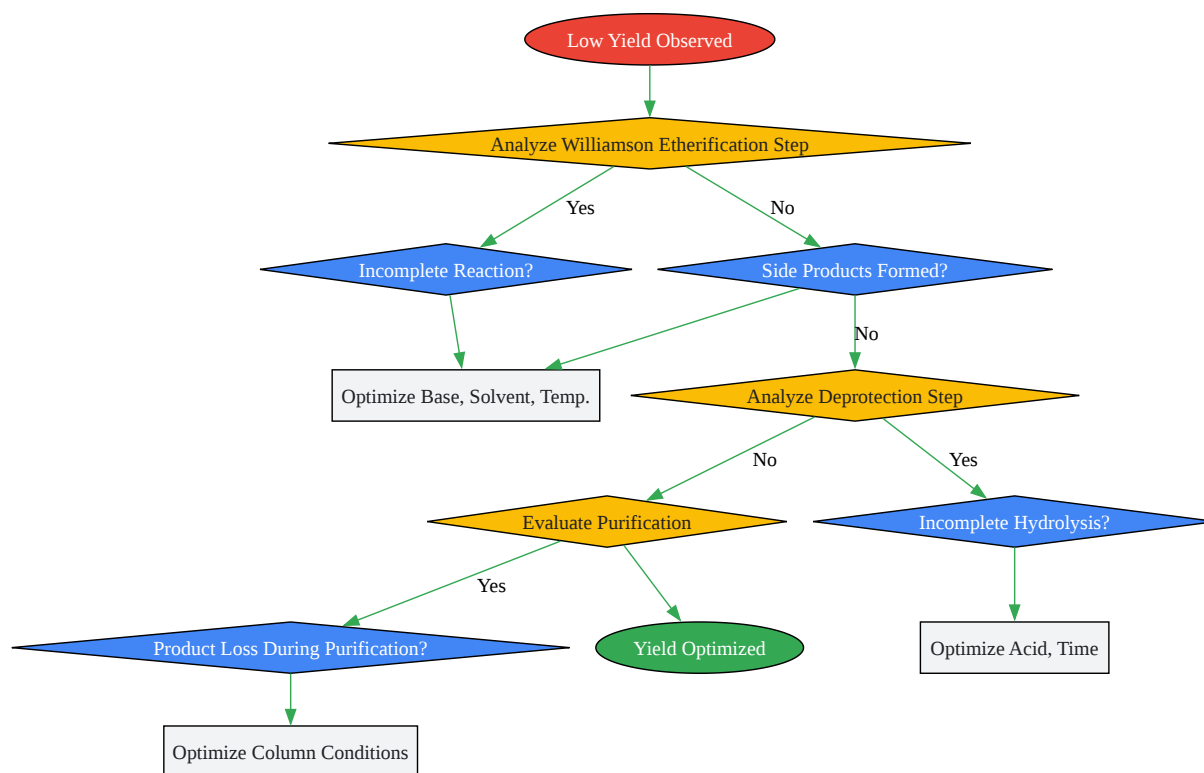 Low Yield Observed
Analyze Williamson Etherification Step
Yes
No
Incomplete Reaction?
Side Products Formed?
No
Optimize Base, Solvent, Temp.
Analyze Deprotection Step
No
Yes
Evaluate Purification
Incomplete Hydrolysis?
Yes
Product Loss During Purification?
Yield Optimized
Optimize Acid, Time
Optimize Column Conditions